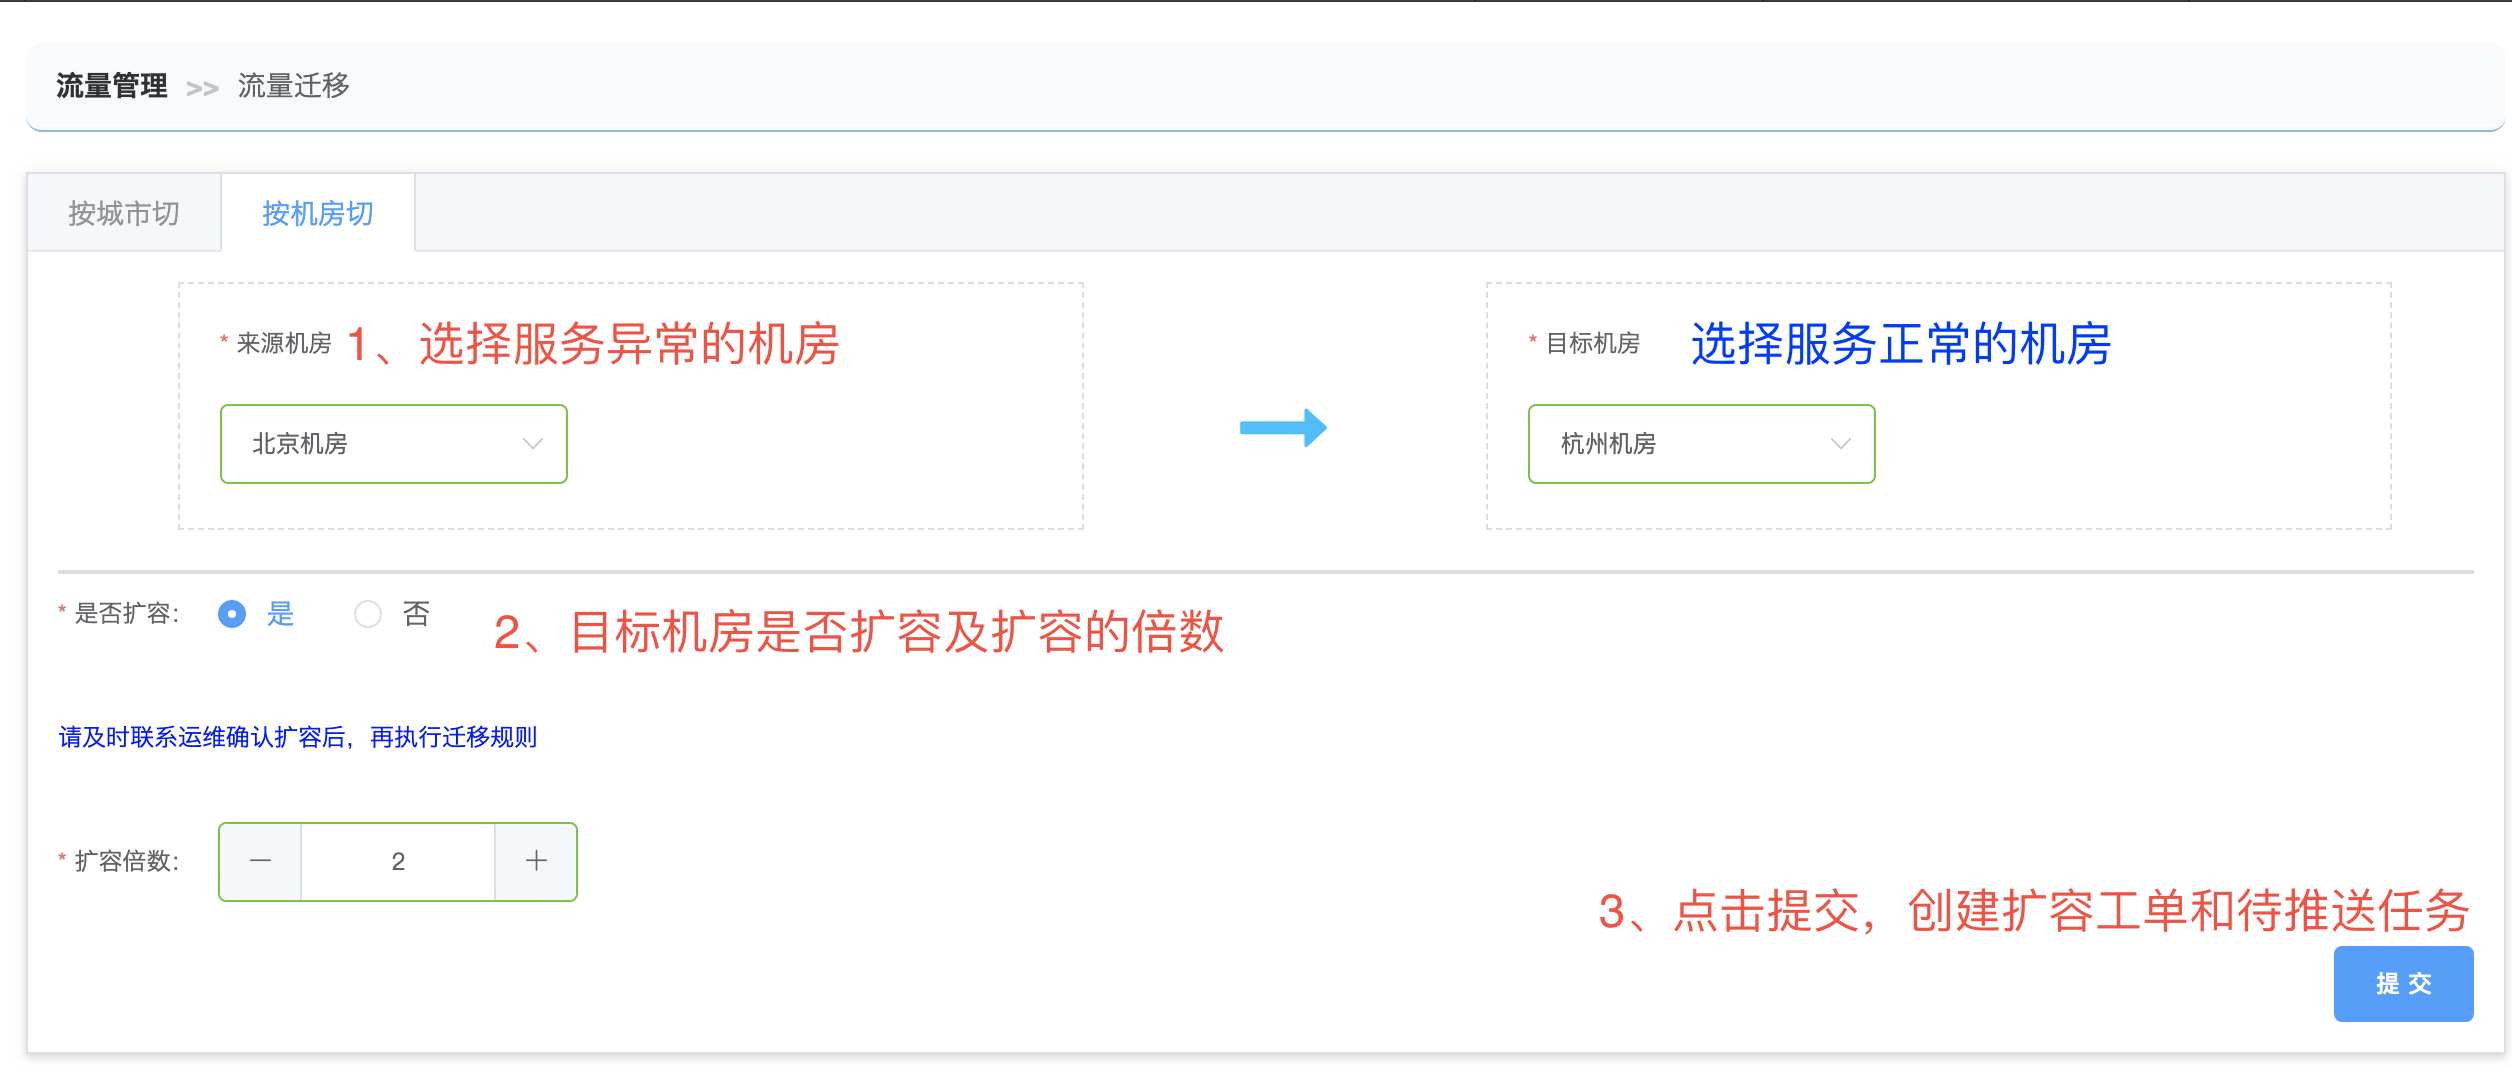 流量管理 >> 流量迁移
按城市切 按机房切
* 来源机房 1、选择服务异常的机房
北京机房
* 目标机房 选择服务正常的机房
杭州机房
* 是否扩容: 是 否 2、目标机房是否扩容及扩容的倍数
请及时联系运维确认扩容后，再执行迁移规则
* 扩容倍数: — 2 +
3、点击提交，创建扩容工单和待推送任务
提 交